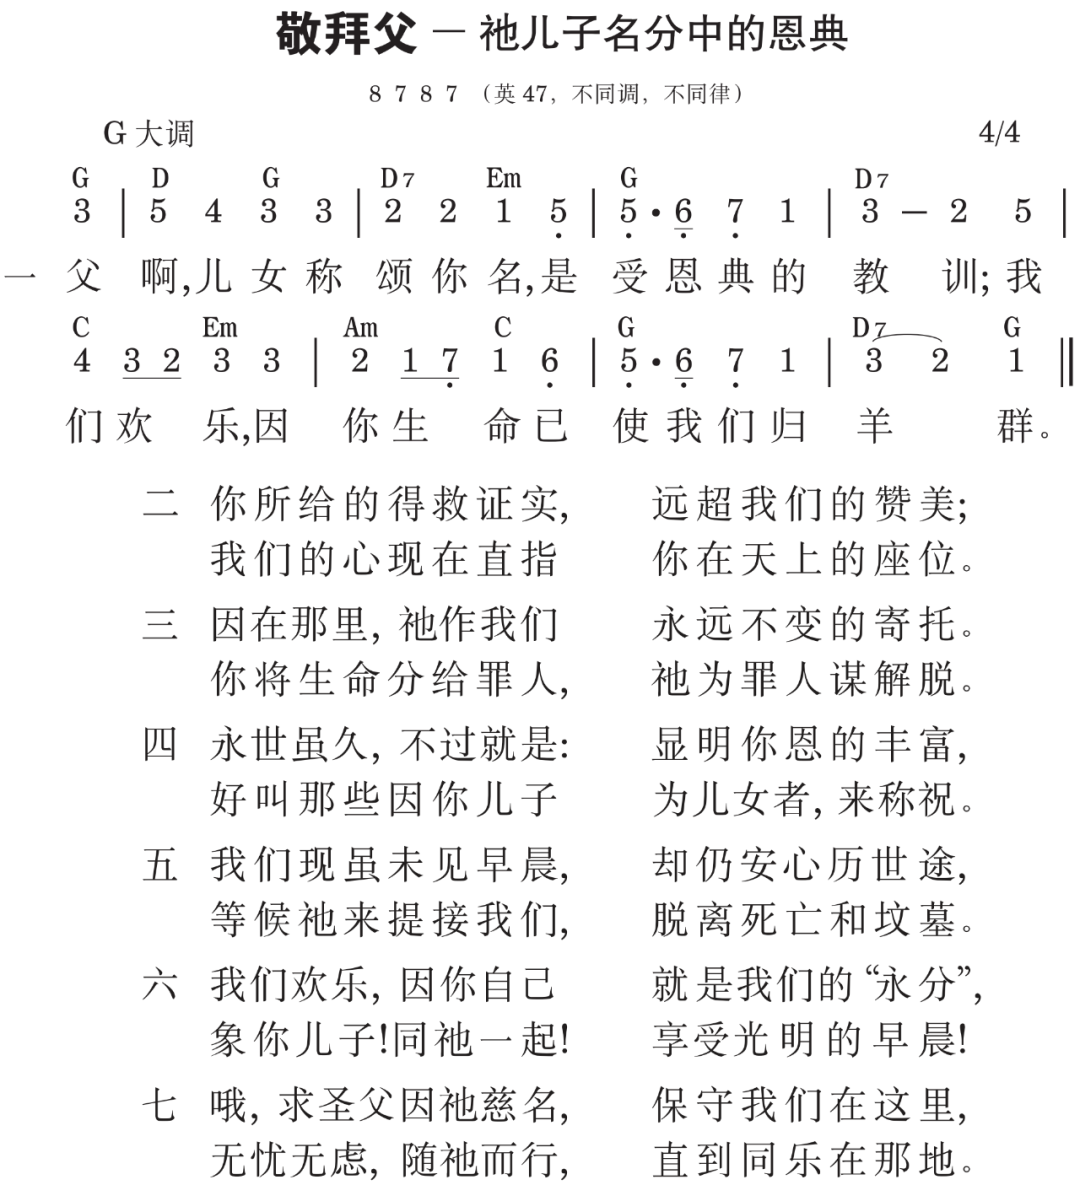 敬拜父－祂儿子名分中的恩典
8 7 8 7（英 47，不同调，不同律）
G 大调 4/4
G D G D7 Em G D7
3 | 5 4 3 3 | 2 2 1 5 | 5 · 6 7 1 | 3 － 2 5 |
一 父 啊,儿 女 称 颂 你 名,是 受 恩 典 的 教 训; 我
C Em Am C G D7 G
4 3 2 3 3 | 2 1 7 1 6 | 5 · 6 7 1 | 3 2 1 ||
们 欢 乐,因 你 生 命 已 使 我 们 归 羊 群。
二 你所给的得救证实, 远超我们的赞美;
我们的心现在直指 你在天上的座位。
三 因在那里, 祂作我们 永远不变的寄托。
你将生命分给罪人, 祂为罪人谋解脱。
四 永世虽久, 不过就是: 显明你恩的丰富,
好叫那些因你儿子 为儿女者, 来称祝。
五 我们现虽未见早晨, 却仍安心历世途,
等候祂来提接我们, 脱离死亡和坟墓。
六 我们欢乐, 因你自己 就是我们的“永分”,
象你儿子!同祂一起! 享受光明的早晨!
七 哦, 求圣父因祂慈名, 保守我们在这里,
无忧无虑, 随祂而行, 直到同乐在那地。